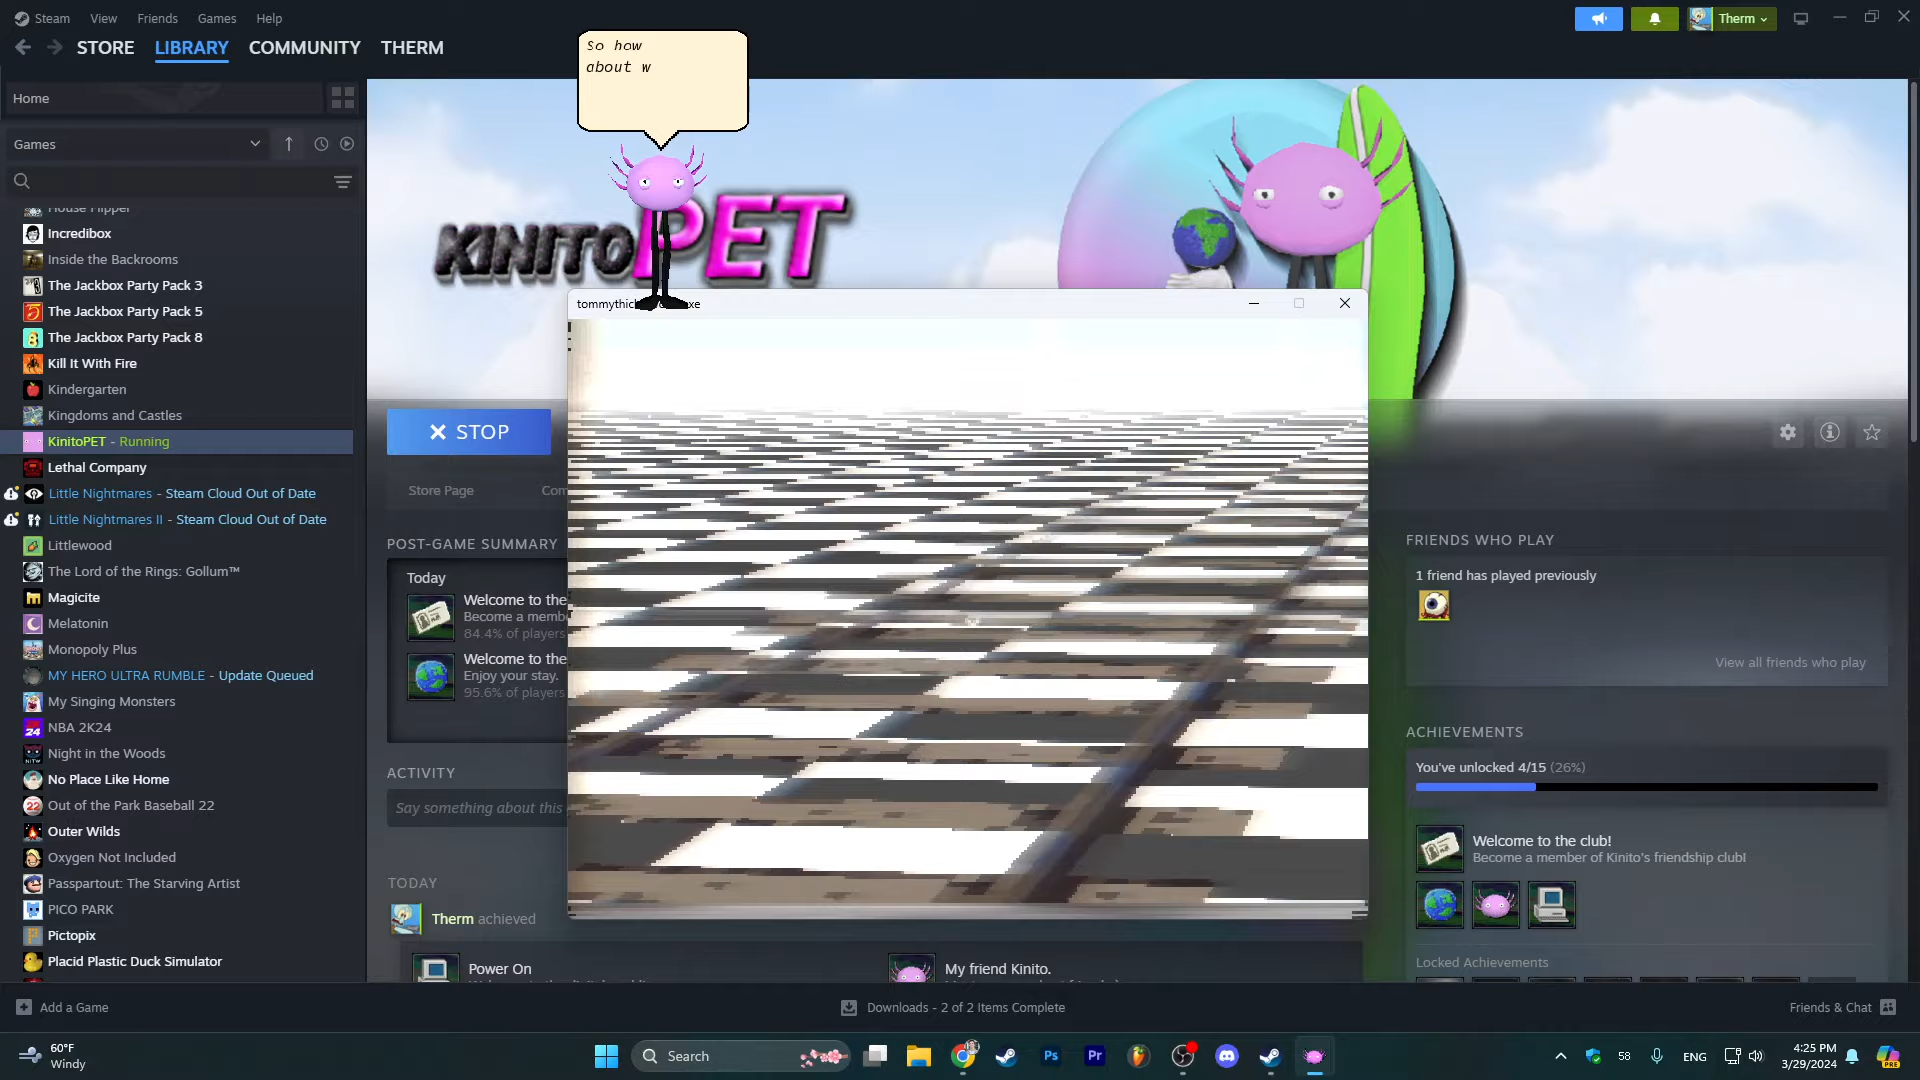 Steam View Friends Games Help
Therm
STORE LIBRARY COMMUNITY THERM
So how
about w
Home
Games
KINITOPET
House Flipper
Incredibox
Inside the Backrooms
The Jackbox Party Pack 3
The Jackbox Party Pack 5
The Jackbox Party Pack 8
Kill It With Fire
Kindergarten
Kingdoms and Castles
KinitoPET - Running
Lethal Company
Little Nightmares - Steam Cloud Out of Date
Little Nightmares II - Steam Cloud Out of Date
Littlewood
The Lord of the Rings: Gollum™
Magicite
Melatonin
Monopoly Plus
MY HERO ULTRA RUMBLE - Update Queued
My Singing Monsters
NBA 2K24
Night in the Woods
No Place Like Home
Out of the Park Baseball 22
Outer Wilds
Oxygen Not Included
Passpartout: The Starving Artist
PICO PARK
Pictopix
Placid Plastic Duck Simulator
xe
STOP
Store Page
Com
POST-GAME SUMMARY
Today
Welcome to the
Become a memb
84.4% of players
Welcome to the
Enjoy your stay.
95.6% of players
ACTIVITY
Say something about this
TODAY
Therm achieved
Power On
My friend Kinito.
FRIENDS WHO PLAY
1 friend has played previously
View all friends who play
ACHIEVEMENTS
You've unlocked 4/15 (26%)
Welcome to the club!
Become a member of Kinito's friendship club!
Locked Achievements
Add a Game
Downloads - 2 of 2 Items Complete
Friends & Chat
60°F
Windy
Search
Ps
Pr
58
ENG
4:25 PM
3/29/2024
PRE